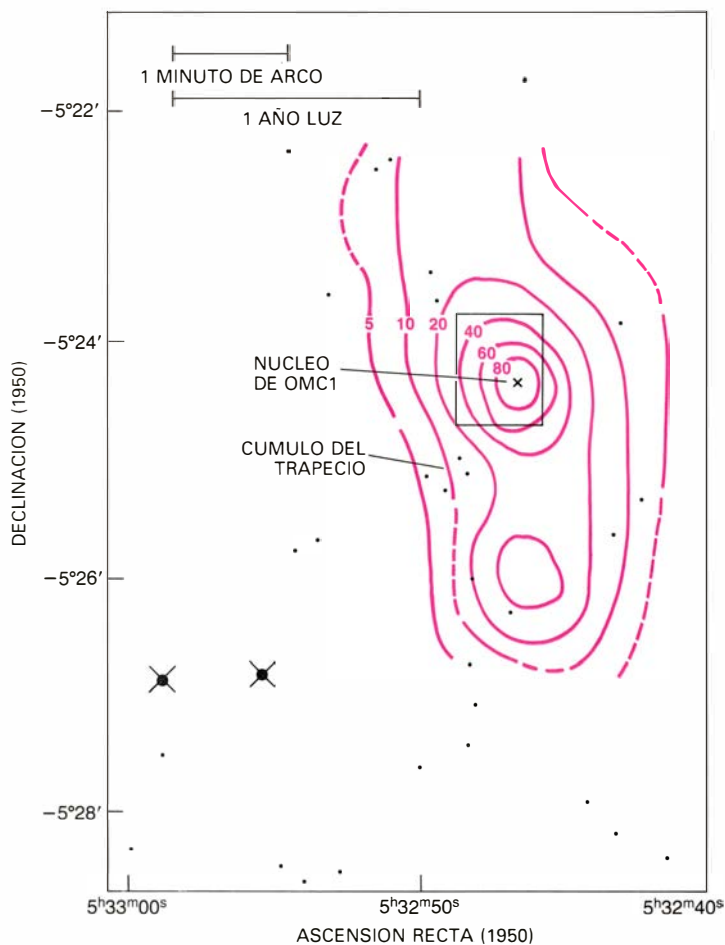 1 MINUTO DE ARCO
1 AÑO LUZ
−5°22′
−5°24′
−5°26′
−5°28′
DECLINACION (1950)
5 10 20 40
60
80
NUCLEO
DE OMC1
CUMULO DEL
TRAPECIO
5ʰ33ᵐ00ˢ 5ʰ32ᵐ50ˢ 5ʰ32ᵐ40ˢ
ASCENSION RECTA (1950)